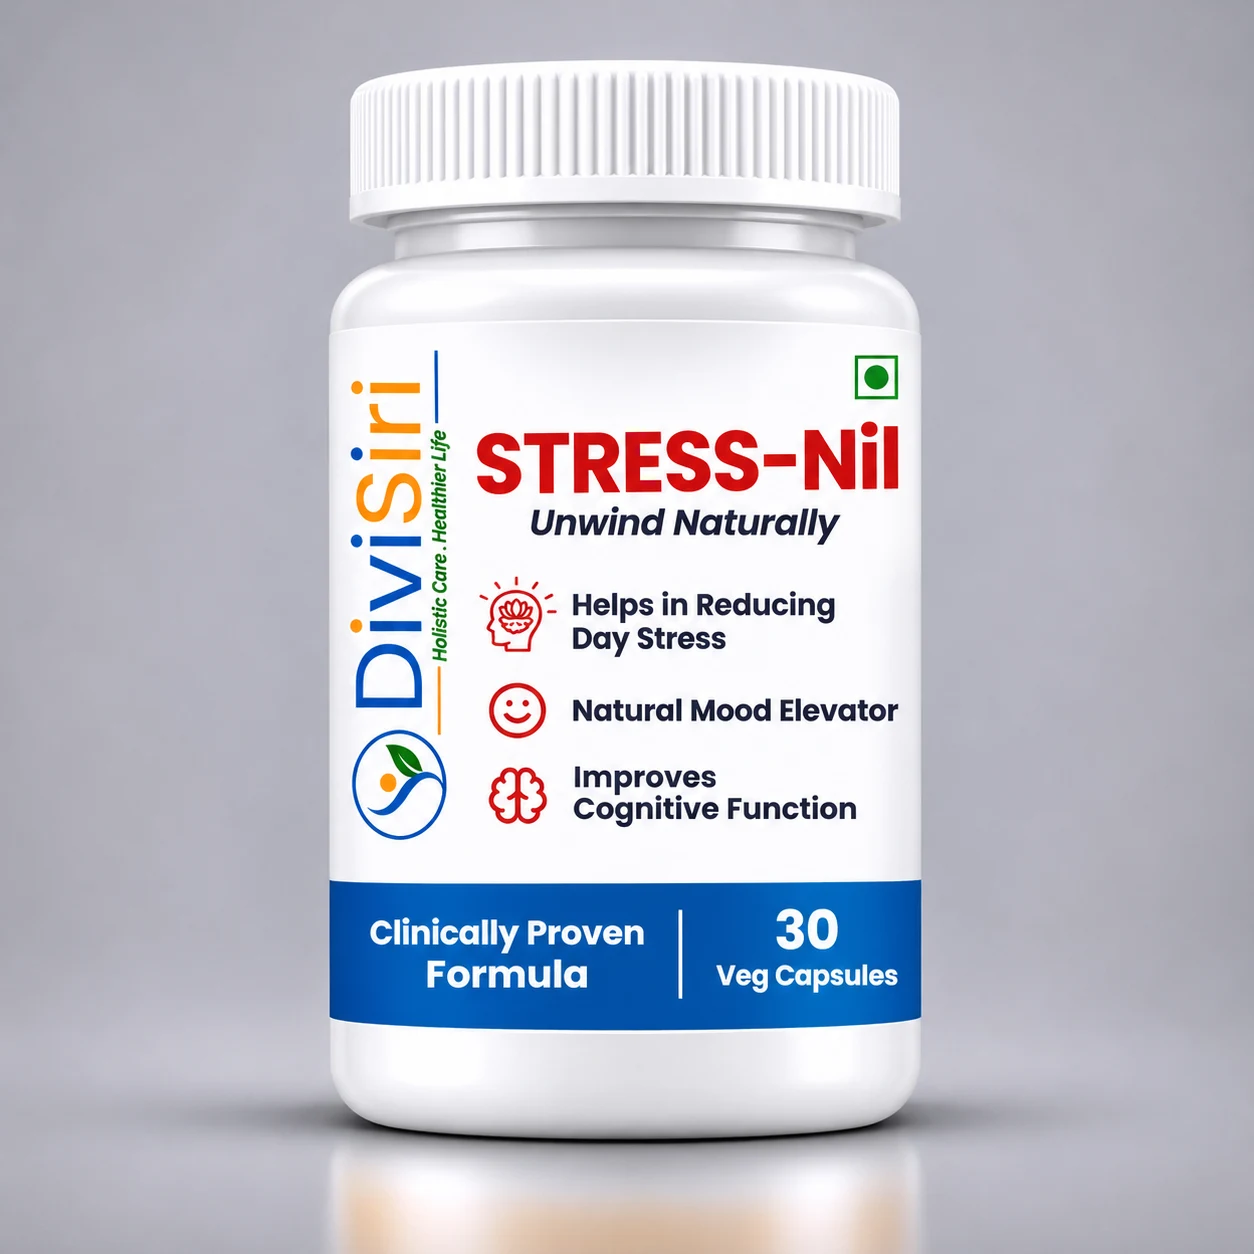 DiviSiri
Holistic Care . Healthier Life
STRESS-Nil
Unwind Naturally
Helps in Reducing
Day Stress
Natural Mood Elevator
Improves
Cognitive Function
Clinically Proven
Formula
30
Veg Capsules